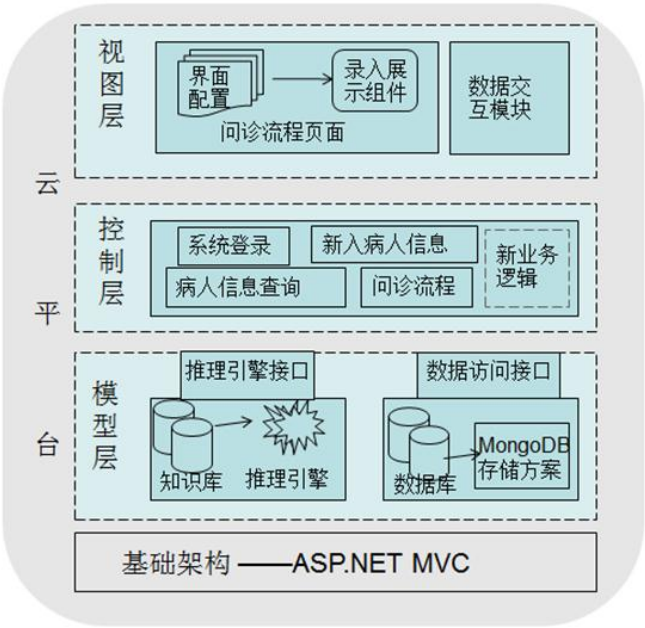 云
平
台
视
图
层
界面
配置
录入展
示组件
问诊流程页面
数据交
互模块
控
制
层
系统登录
新入病人信息
病人信息查询
问诊流程
新业务
逻辑
模
型
层
推理引擎接口
知识库
推理引擎
数据访问接口
数据库
MongoDB
存储方案
基础架构 ——ASP.NET MVC